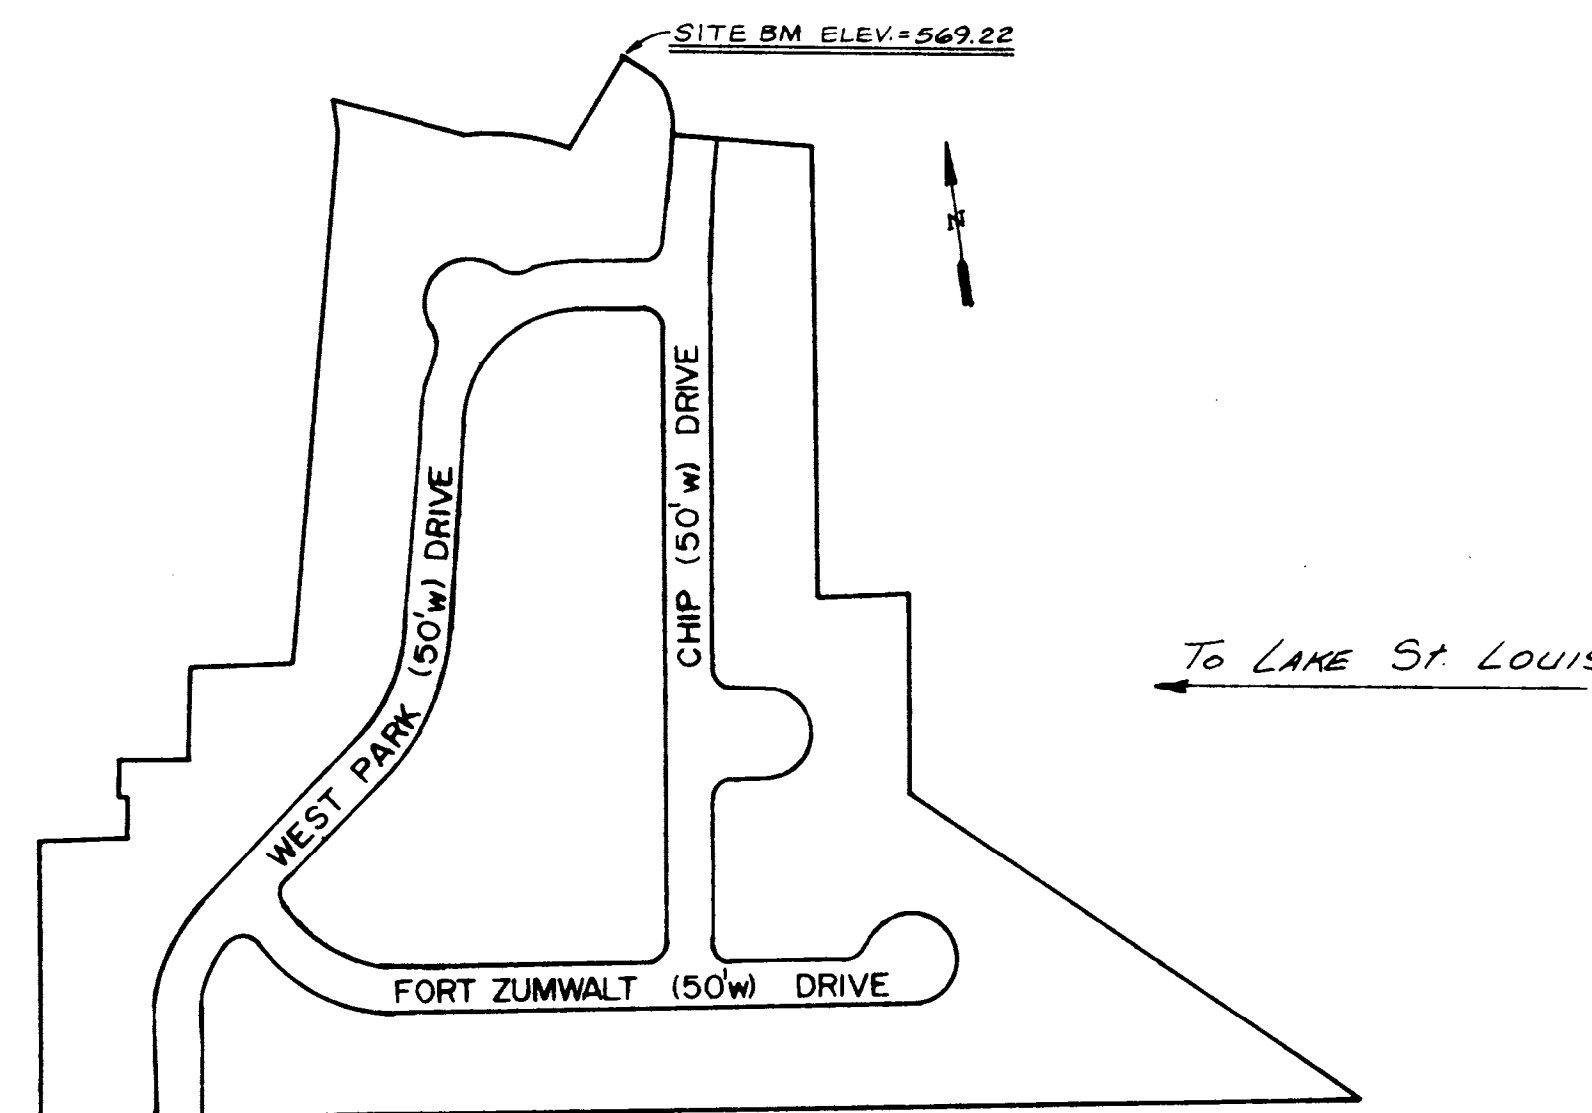 SITE BM ELEV.=569.22
N
WEST PARK (50'W) DRIVE
CHIP (50'W) DRIVE
To LAKE St. LOUIS
FORT ZUMWALT (50'W) DRIVE